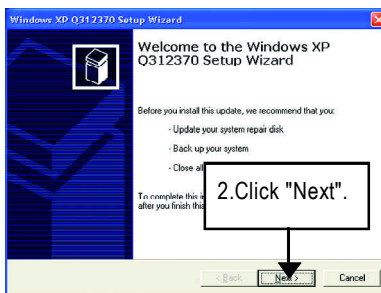 Windows XP Q312370 Setup Wizard
Welcome to the Windows XP
Q312370 Setup Wizard
Before you install this update, we recommend that you:
- Update your system repair disk
- Back up your system
- Close all
To complete this
after you finish this
2.Click "Next".
< Back
Next >
Cancel